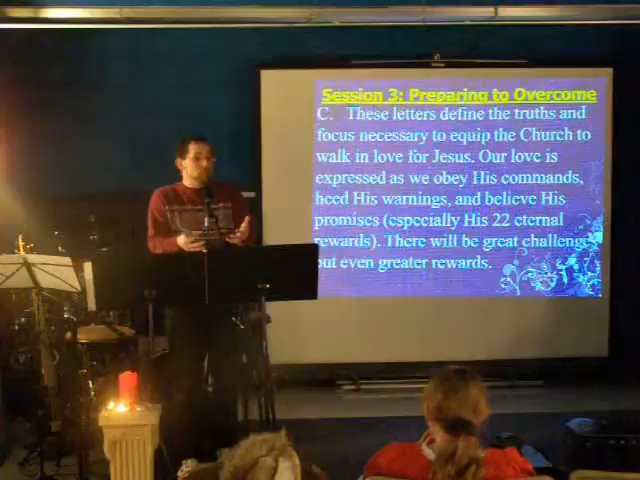 Session 3: Preparing to Overcome
C. These letters define the truths and
focus necessary to equip the Church to
walk in love for Jesus. Our love is
expressed as we obey His commands,
heed His warnings, and believe His
promises (especially His 22 eternal
rewards). There will be great challenges
but even greater rewards.